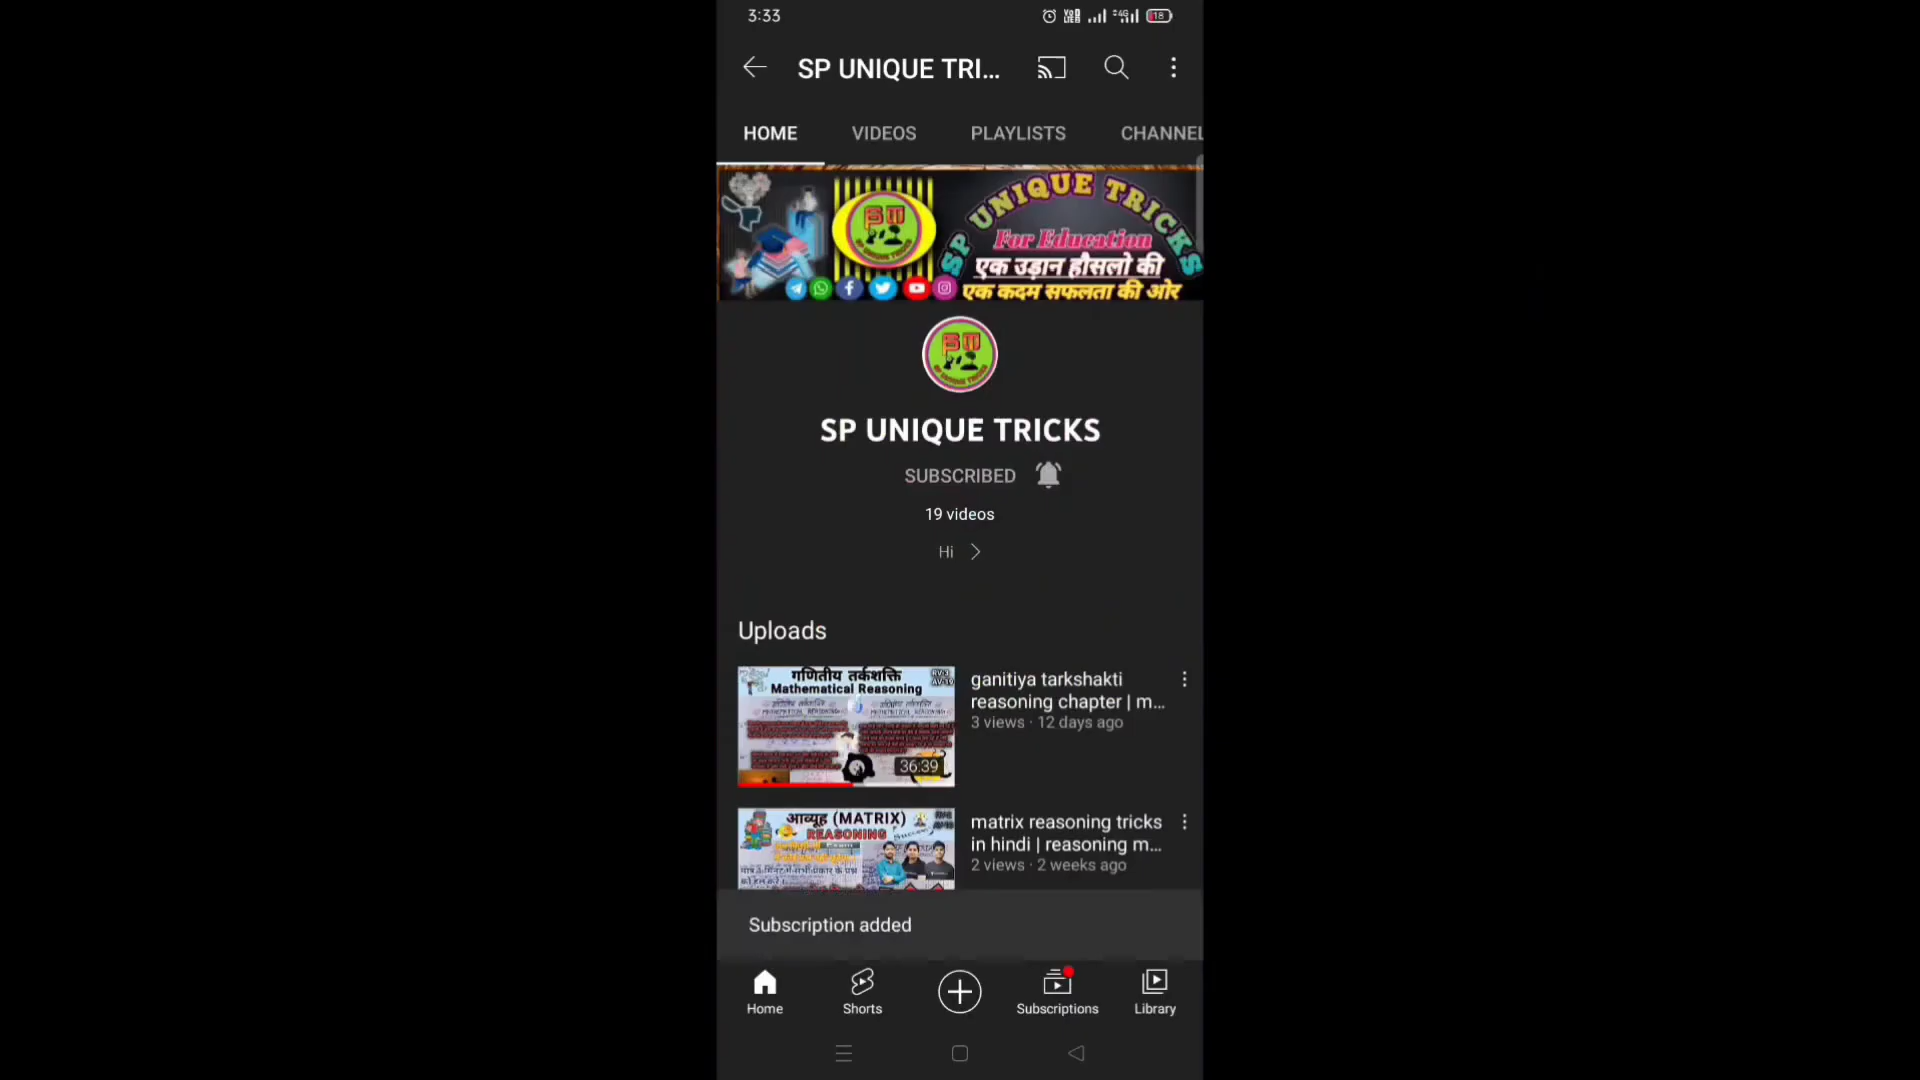 3:33
18
SP UNIQUE TRI...
HOME
VIDEOS
PLAYLISTS
CHANNEL
SP UNIQUE TRICKS
For Education
एक उड़ान हौसलो की
एक कदम सफलता की ओर
SP UNIQUE TRICKS
SUBSCRIBED
19 videos
Hi
Uploads
गणितीय तर्कशक्ति
Mathematical Reasoning
36:39
ganitiya tarkshakti
reasoning chapter | m...
3 views · 12 days ago
आव्यूह (MATRIX)
REASONING
matrix reasoning tricks
in hindi | reasoning m...
2 views · 2 weeks ago
Subscription added
Home
Shorts
Subscriptions
Library